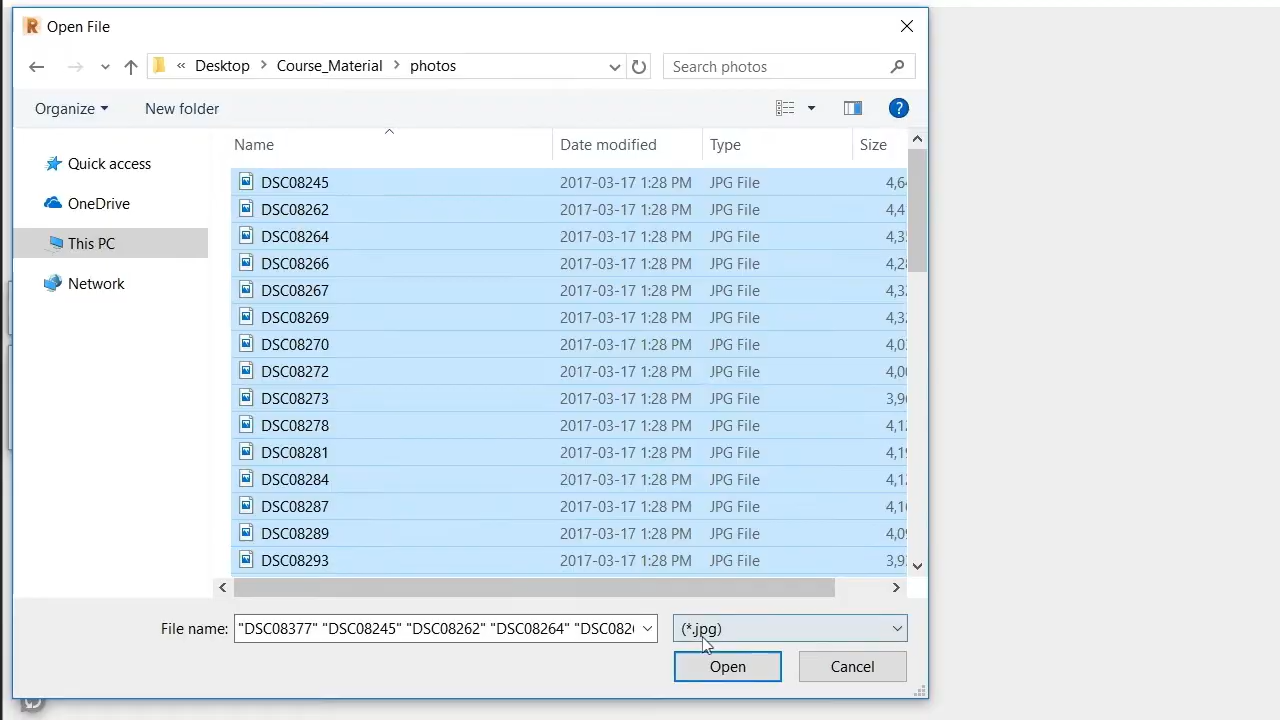 R Open File
« Desktop > Course_Material > photos
Search photos
Organize
New folder
?
Name
Date modified
Type
Size
Quick access
OneDrive
This PC
Network
DSC08245 2017-03-17 1:28 PM JPG File
DSC08262 2017-03-17 1:28 PM JPG File
DSC08264 2017-03-17 1:28 PM JPG File
DSC08266 2017-03-17 1:28 PM JPG File
DSC08267 2017-03-17 1:28 PM JPG File
DSC08269 2017-03-17 1:28 PM JPG File
DSC08270 2017-03-17 1:28 PM JPG File
DSC08272 2017-03-17 1:28 PM JPG File
DSC08273 2017-03-17 1:28 PM JPG File
DSC08278 2017-03-17 1:28 PM JPG File
DSC08281 2017-03-17 1:28 PM JPG File
DSC08284 2017-03-17 1:28 PM JPG File
DSC08287 2017-03-17 1:28 PM JPG File
DSC08289 2017-03-17 1:28 PM JPG File
DSC08293 2017-03-17 1:28 PM JPG File
File name: "DSC08377" "DSC08245" "DSC08262" "DSC08264"
(*.jpg)
Open
Cancel